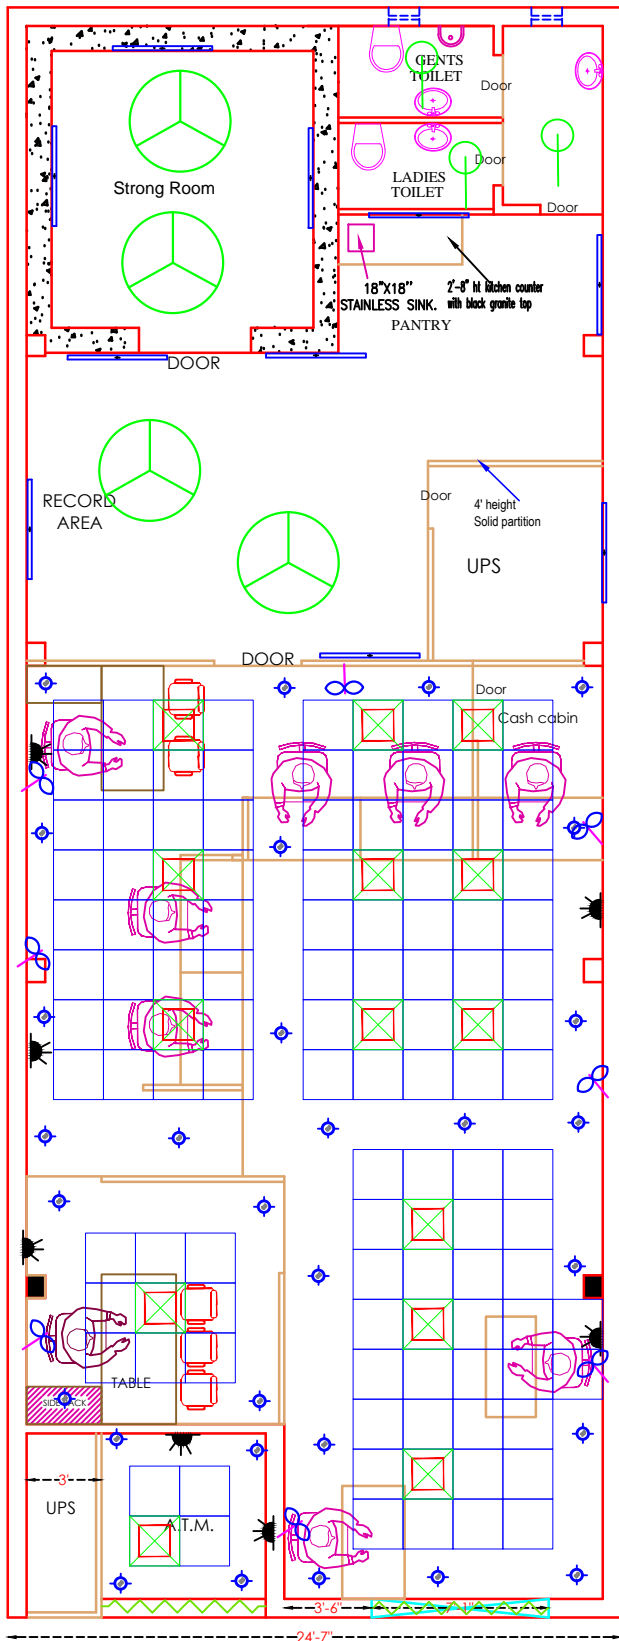 GENTS
TOILET
Door
Door
LADIES
TOILET
Door
Strong Room
18"X18"
STAINLESS SINK.
2'-8" ht kitchen counter
with black granite top
PANTRY
DOOR
RECORD
AREA
Door
4' height
Solid partition
UPS
DOOR
Door
Cash cabin
TABLE
SIDE RACK
3'
UPS
A.T.M.
3'-6"
7'-1"
24'-7"